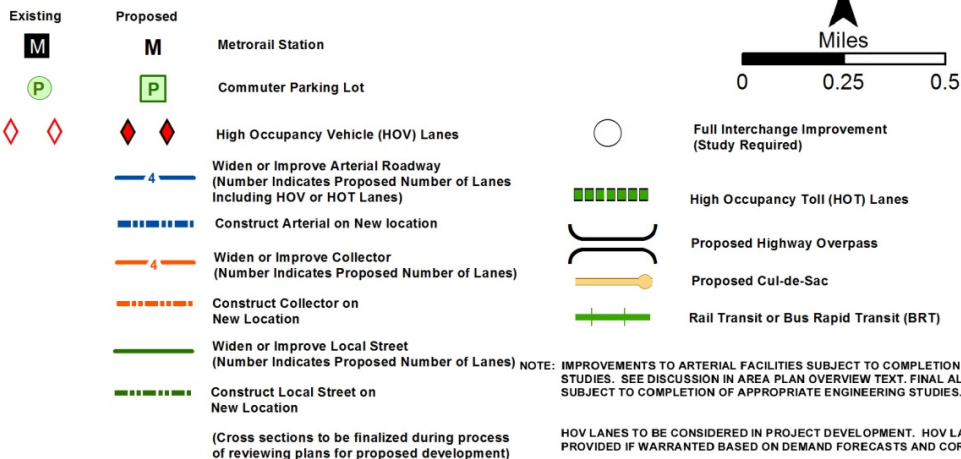 Existing
Proposed
M
M
Metrorail Station
P
P
Commuter Parking Lot
High Occupancy Vehicle (HOV) Lanes
4
Widen or Improve Arterial Roadway
(Number Indicates Proposed Number of Lanes
Including HOV or HOT Lanes)
Construct Arterial on New location
4
Widen or Improve Collector
(Number Indicates Proposed Number of Lanes)
Construct Collector on
New Location
Widen or Improve Local Street
(Number Indicates Proposed Number of Lanes)
Construct Local Street on
New Location
(Cross sections to be finalized during process
of reviewing plans for proposed development)
Miles
0 0.25 0.5
Full Interchange Improvement
(Study Required)
High Occupancy Toll (HOT) Lanes
Proposed Highway Overpass
Proposed Cul-de-Sac
Rail Transit or Bus Rapid Transit (BRT)
NOTE: IMPROVEMENTS TO ARTERIAL FACILITIES SUBJECT TO COMPLETION
STUDIES. SEE DISCUSSION IN AREA PLAN OVERVIEW TEXT. FINAL AL
SUBJECT TO COMPLETION OF APPROPRIATE ENGINEERING STUDIES.
HOV LANES TO BE CONSIDERED IN PROJECT DEVELOPMENT. HOV LA
PROVIDED IF WARRANTED BASED ON DEMAND FORECASTS AND COR